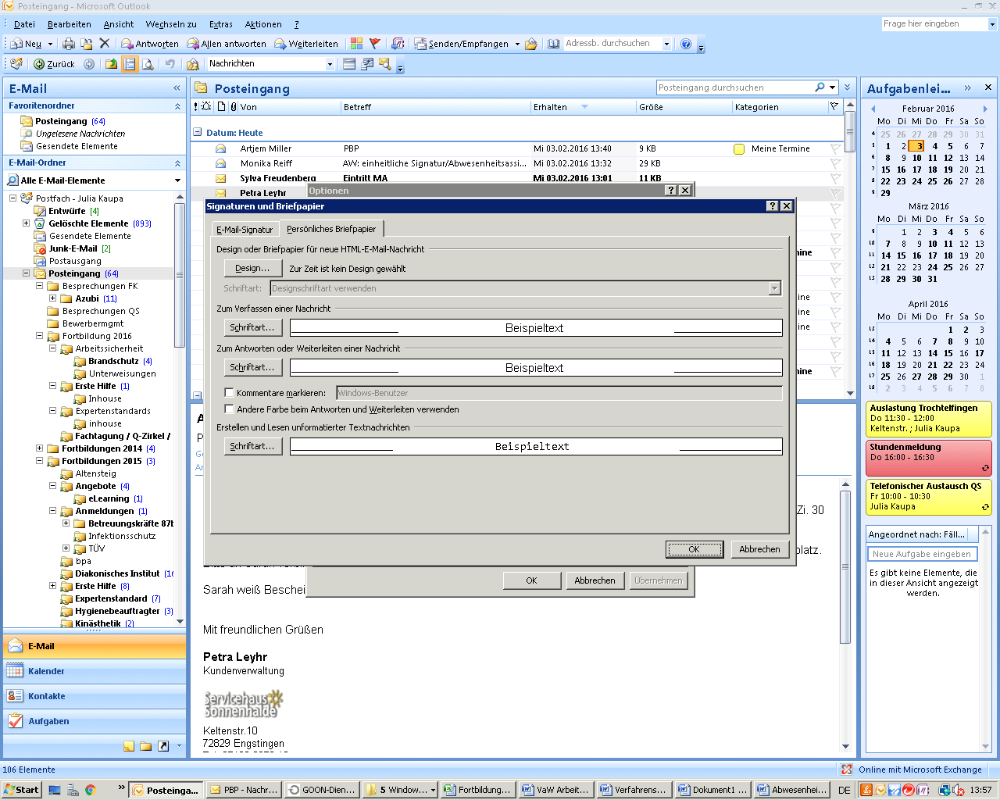 Posteingang - Microsoft Outlook
Datei Bearbeiten Ansicht Wechseln zu Extras Aktionen ?
Frage hier eingeben
Neu Antworten Allen antworten Weiterleiten Senden/Empfangen Adressb. durchsuchen
Zurück Nachrichten
E-Mail
Favoritenordner
Posteingang (64)
Ungelesene Nachrichten
Gesendete Elemente
E-Mail-Ordner
Alle E-Mail-Elemente
Postfach - Julia Kaupa
Entwürfe [4]
Gelöschte Elemente (893)
Gesendete Elemente
Junk-E-Mail [2]
Postausgang
Posteingang (64)
Besprechungen FK
Azubi (11)
Besprechungen QS
Bewerbermgmt
Fortbildung 2016
Arbeitssicherheit
Brandschutz (4)
Unterweisungen
Erste Hilfe (1)
Inhouse
Expertenstandards
inhouse
Fachtagung / Q-Zirkel /
Fortbildungen 2014 (4)
Fortbildungen 2015 (3)
Altensteig
Angebote (4)
eLearning (1)
Anmeldungen (1)
Betreuungskräfte 87b
Infektionsschutz
TÜV
bpa
Diakonisches Institut (16
Erste Hilfe (8)
Expertenstandard (7)
Hygienebeauftragter (3)
Kinästhetik (2)
E-Mail
Kalender
Kontakte
Aufgaben
Posteingang
Posteingang durchsuchen
Von Betreff Erhalten Größe Kategorien
Datum: Heute
Artjem Miller PBP Mi 03.02.2016 13:40 9 KB Meine Termine
Monika Reiff AW: einheitliche Signatur/Abwesenheitsassi... Mi 03.02.2016 13:32 29 KB
Sylva Freudenberg Eintritt MA Mi 03.02.2016 13:01 11 KB
Petra Leyhr
Optionen
Signaturen und Briefpapier
E-Mail-Signatur Persönliches Briefpapier
Design oder Briefpapier für neue HTML-E-Mail-Nachricht
Design... Zur Zeit ist kein Design gewählt
Schriftart: Designschriftart verwenden
Zum Verfassen einer Nachricht
Schriftart... Beispieltext
Zum Antworten oder Weiterleiten einer Nachricht
Schriftart... Beispieltext
Kommentare markieren: Windows-Benutzer
Andere Farbe beim Antworten und Weiterleiten verwenden
Erstellen und Lesen unformatierter Textnachrichten
Schriftart... Beispieltext
OK Abbrechen
OK Abbrechen Übernehmen
Zi. 30
platz.
Sarah weiß Beschei
Mit freundlichen Grüßen
Petra Leyhr
Kundenverwaltung
Servicehaus
Sonnenhalde
Keltenstr.10
72829 Engstingen
Aufgabenlei...
Februar 2016
Mo Di Mi Do Fr Sa So
5 25 26 27 28 29 30 31
5 1 2 3 4 5 6 7
6 8 9 10 11 12 13 14
7 15 16 17 18 19 20 21
8 22 23 24 25 26 27 28
9 29
März 2016
9 1 2 3 4 5 6
10 7 8 9 10 11 12 13
11 14 15 16 17 18 19 20
12 21 22 23 24 25 26 27
13 28 29 30 31
April 2016
Mo Di Mi Do Fr Sa So
13 1 2 3
14 4 5 6 7 8 9 10
15 11 12 13 14 15 16 17
16 18 19 20 21 22 23 24
17 25 26 27 28 29 30 1
18 2 3 4 5 6 7 8
Auslastung Trochtelfingen
Do 11:30 - 12:00
Keltenstr. ; Julia Kaupa
Stundenmeldung
Do 16:00 - 16:30
Telefonischer Austausch QS
Fr 10:00 - 10:30
Julia Kaupa
Angeordnet nach: Fäll...
Neue Aufgabe eingeben
Es gibt keine Elemente, die
in dieser Ansicht angezeigt
werden.
106 Elemente
Online mit Microsoft Exchange
Start Posteinga... PBP - Nachr... GOON-Dien... 5 Window... Fortbildung... VaW Arbeit... Verfahrens... Dokument1 ... Abwesenhei... DE 13:57